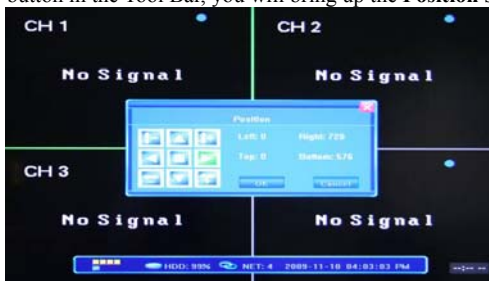 button in the Tool Bar, you will bring up the Position s
CH 1
CH 2
No Signal
No Signal
Position
Left: 0 Right: 720
Top: 0 Bottom: 576
OK Cancel
CH 3
No Signal
No Signal
HDD: 99% NET: 4 2009-11-10 04:03:03 PM
--:-- --